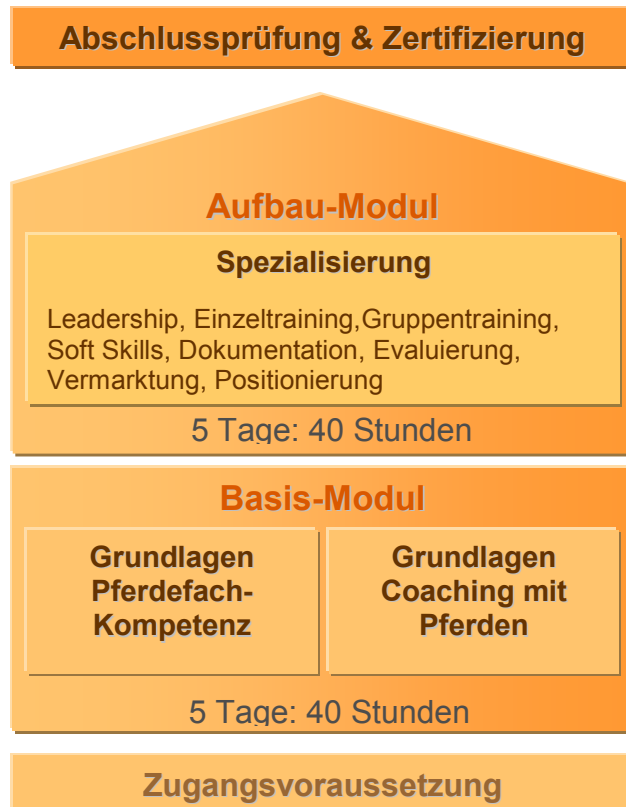 Abschlussprüfung & Zertifizierung
Aufbau-Modul
Spezialisierung
Leadership, Einzeltraining,Gruppentraining,
Soft Skills, Dokumentation, Evaluierung,
Vermarktung, Positionierung
5 Tage: 40 Stunden
Basis-Modul
Grundlagen
Pferdefach-
Kompetenz
Grundlagen
Coaching mit
Pferden
5 Tage: 40 Stunden
Zugangsvoraussetzung